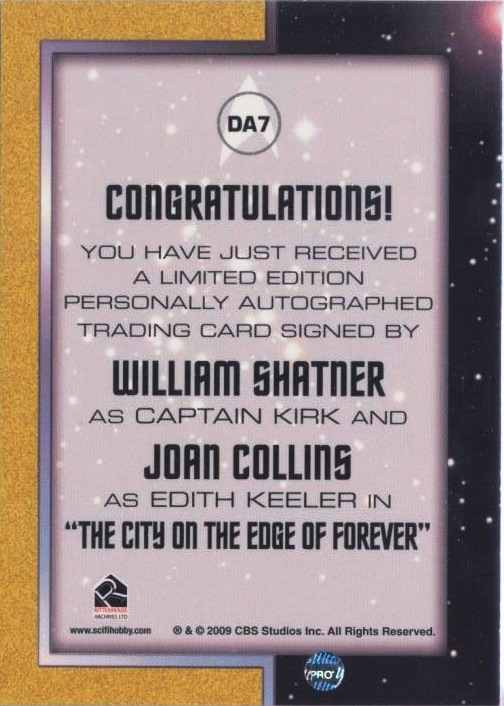 DA7
CONGRATULATIONS!
YOU HAVE JUST RECEIVED
A LIMITED EDITION
PERSONALLY AUTOGRAPHED
TRADING CARD SIGNED BY
WILLIAM SHATNER
AS CAPTAIN KIRK AND
JOAN COLLINS
AS EDITH KEELER IN
“THE CITY ON THE EDGE OF FOREVER”
RITTENHOUSE
ARCHIVES LTD
www.scifihobby.com ® & © 2009 CBS Studios Inc. All Rights Reserved.
PRO